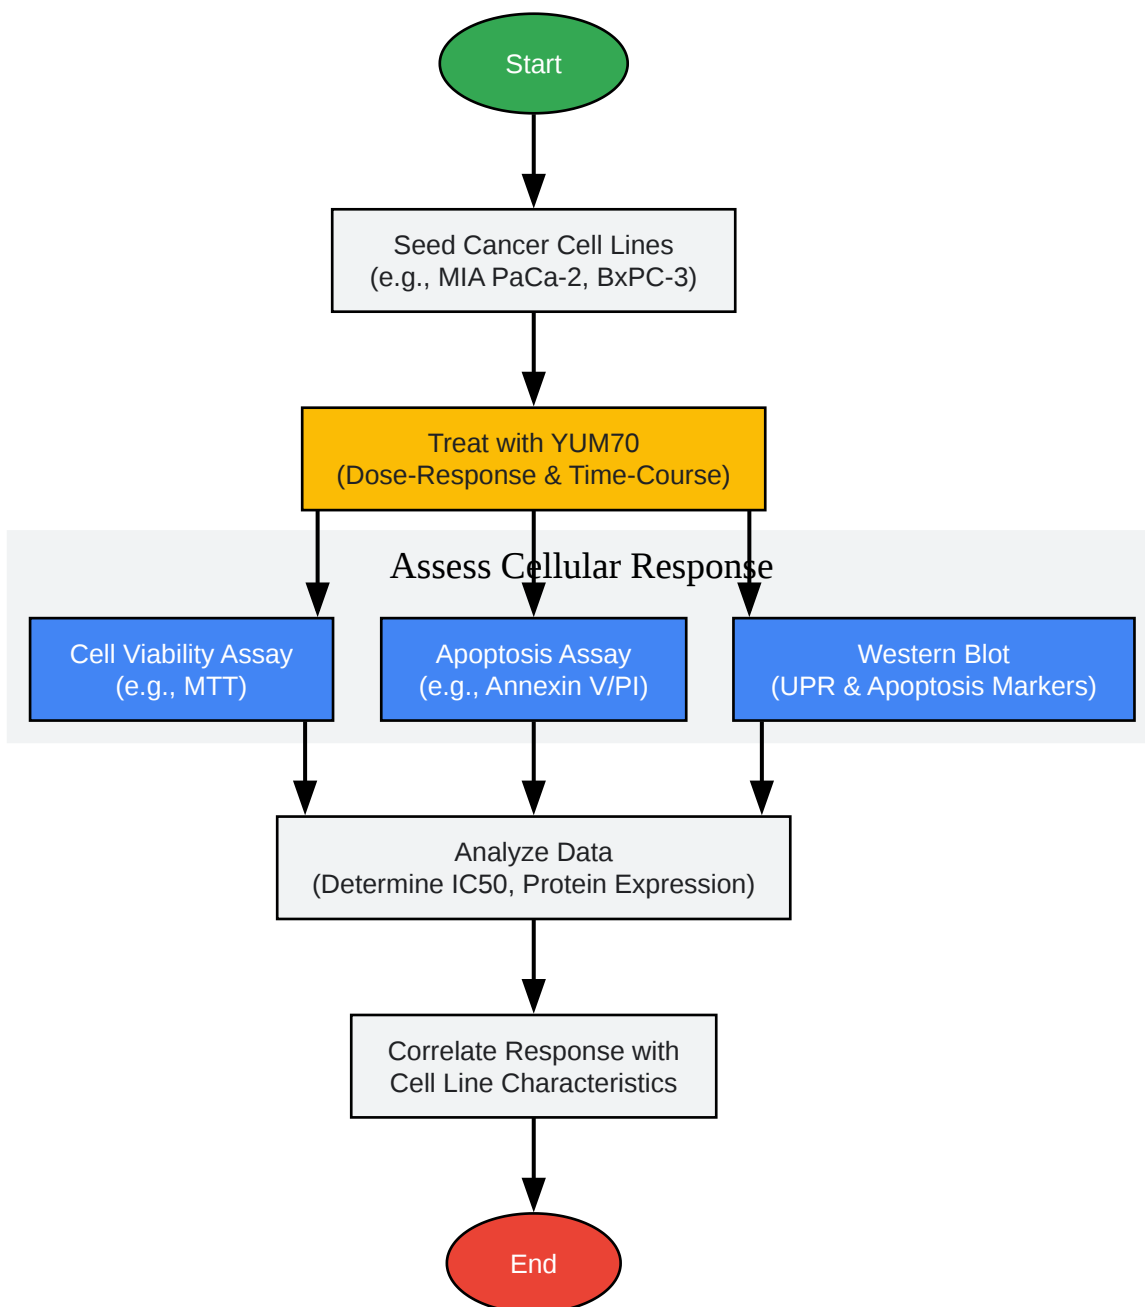 Start
Seed Cancer Cell Lines
(e.g., MIA PaCa-2, BxPC-3)
Treat with YUM70
(Dose-Response & Time-Course)
Assess Cellular Response
Cell Viability Assay
(e.g., MTT)
Apoptosis Assay
(e.g., Annexin V/PI)
Western Blot
(UPR & Apoptosis Markers)
Analyze Data
(Determine IC50, Protein Expression)
Correlate Response with
Cell Line Characteristics
End